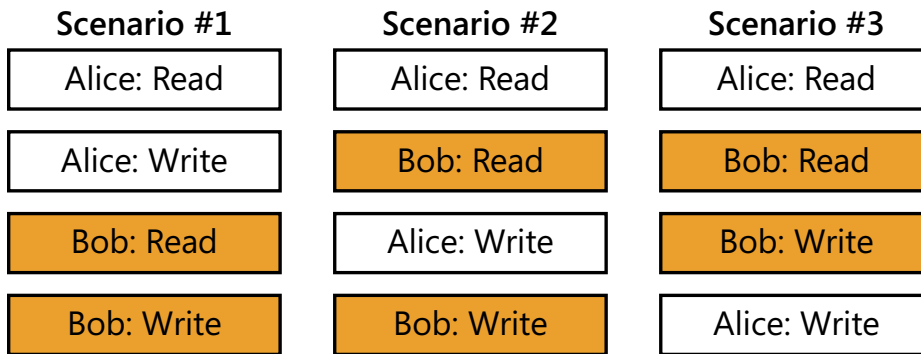 Scenario #1
Alice: Read
Alice: Write
Bob: Read
Bob: Write
Scenario #2
Alice: Read
Bob: Read
Alice: Write
Bob: Write
Scenario #3
Alice: Read
Bob: Read
Bob: Write
Alice: Write